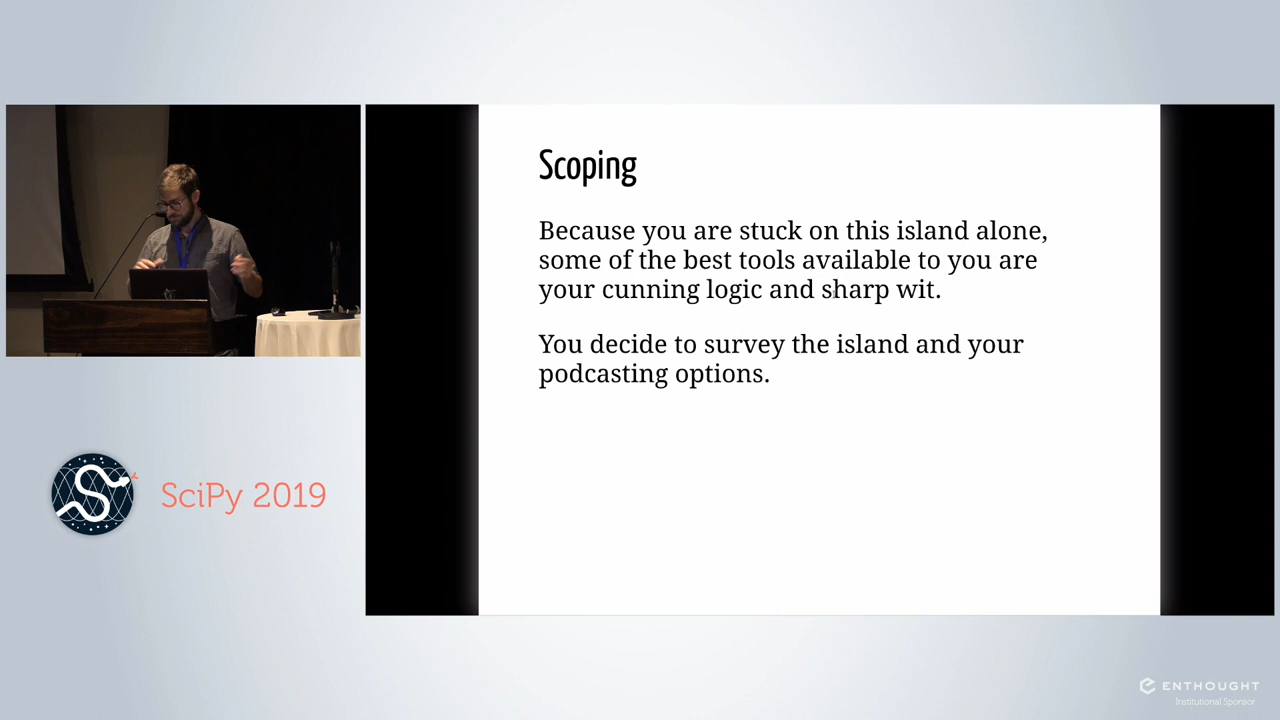 Scoping
Because you are stuck on this island alone,
some of the best tools available to you are
your cunning logic and sharp wit.
You decide to survey the island and your
podcasting options.
SciPy 2019
ENTHOUGHT
Institutional Sponsor